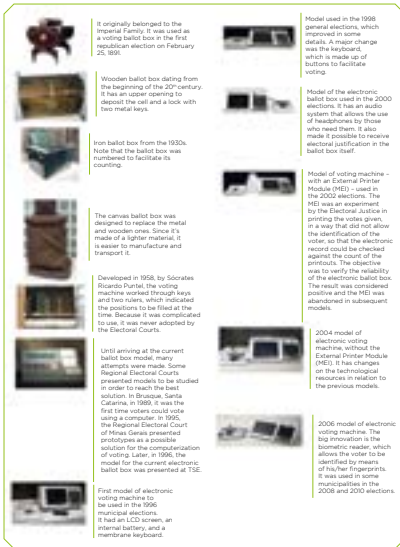 It originally belonged to the
Imperial Family. It was used as
a voting ballot box in the first
republican election on February
25, 1891.
Wooden ballot box dating from
the beginning of the 20th century.
It has an upper opening to
deposit the cell and a lock with
two metal keys.
Iron ballot box from the 1930s.
Note that the ballot box was
numbered to facilitate its
counting.
The canvas ballot box was
designed to replace the metal
and wooden ones. Since it's
made of a lighter material, it
is easier to manufacture and
transport it.
Developed in 1958, by Sócrates
Ricardo Puntel, the voting
machine worked through keys
and two rulers, which indicated
the positions to be filled at the
time. Because it was complicated
to use, it was never adopted by
the Electoral Courts.
Until arriving at the current
ballot box model, many
attempts were made. Some
Regional Electoral Courts
presented models to be studied
in order to reach the best
solution. In Brusque, Santa
Catarina, in 1989, it was the
first time voters could vote
using a computer. In 1995,
the Regional Electoral Court
of Minas Gerais presented
prototypes as a possible
solution for the computerization
of voting. Later, in 1996, the
model for the current electronic
ballot box was presented at TSE.
First model of electronic
voting machine to
be used in the 1996
municipal elections.
It had an LCD screen, an
internal battery, and a
membrane keyboard.
Model used in the 1998
general elections, which
improved in some
details. A major change
was the keyboard,
which is made up of
buttons to facilitate
voting.
Model of the electronic
ballot box used in the 2000
elections. It has an audio
system that allows the use
of headphones by those
who need them. It also
made it possible to receive
electoral justification in the
ballot box itself.
Model of voting machine –
with an External Printer
Module (MEI) – used in
the 2002 elections. The
MEI was an experiment
by the Electoral Justice in
printing the votes given,
in a way that did not allow
the identification of the
voter, so that the electronic
record could be checked
against the count of the
printouts. The objective
was to verify the reliability
of the electronic ballot box.
The result was considered
positive and the MEI was
abandoned in subsequent
models.
2004 model of
electronic voting
machine, without the
External Printer Module
(MEI). It has changes
on the technological
resources in relation to
the previous models.
2006 model of electronic
voting machine. The
big innovation is the
biometric reader, which
allows the voter to be
identified by means
of his/her fingerprints.
It was used in some
municipalities in the
2008 and 2010 elections.